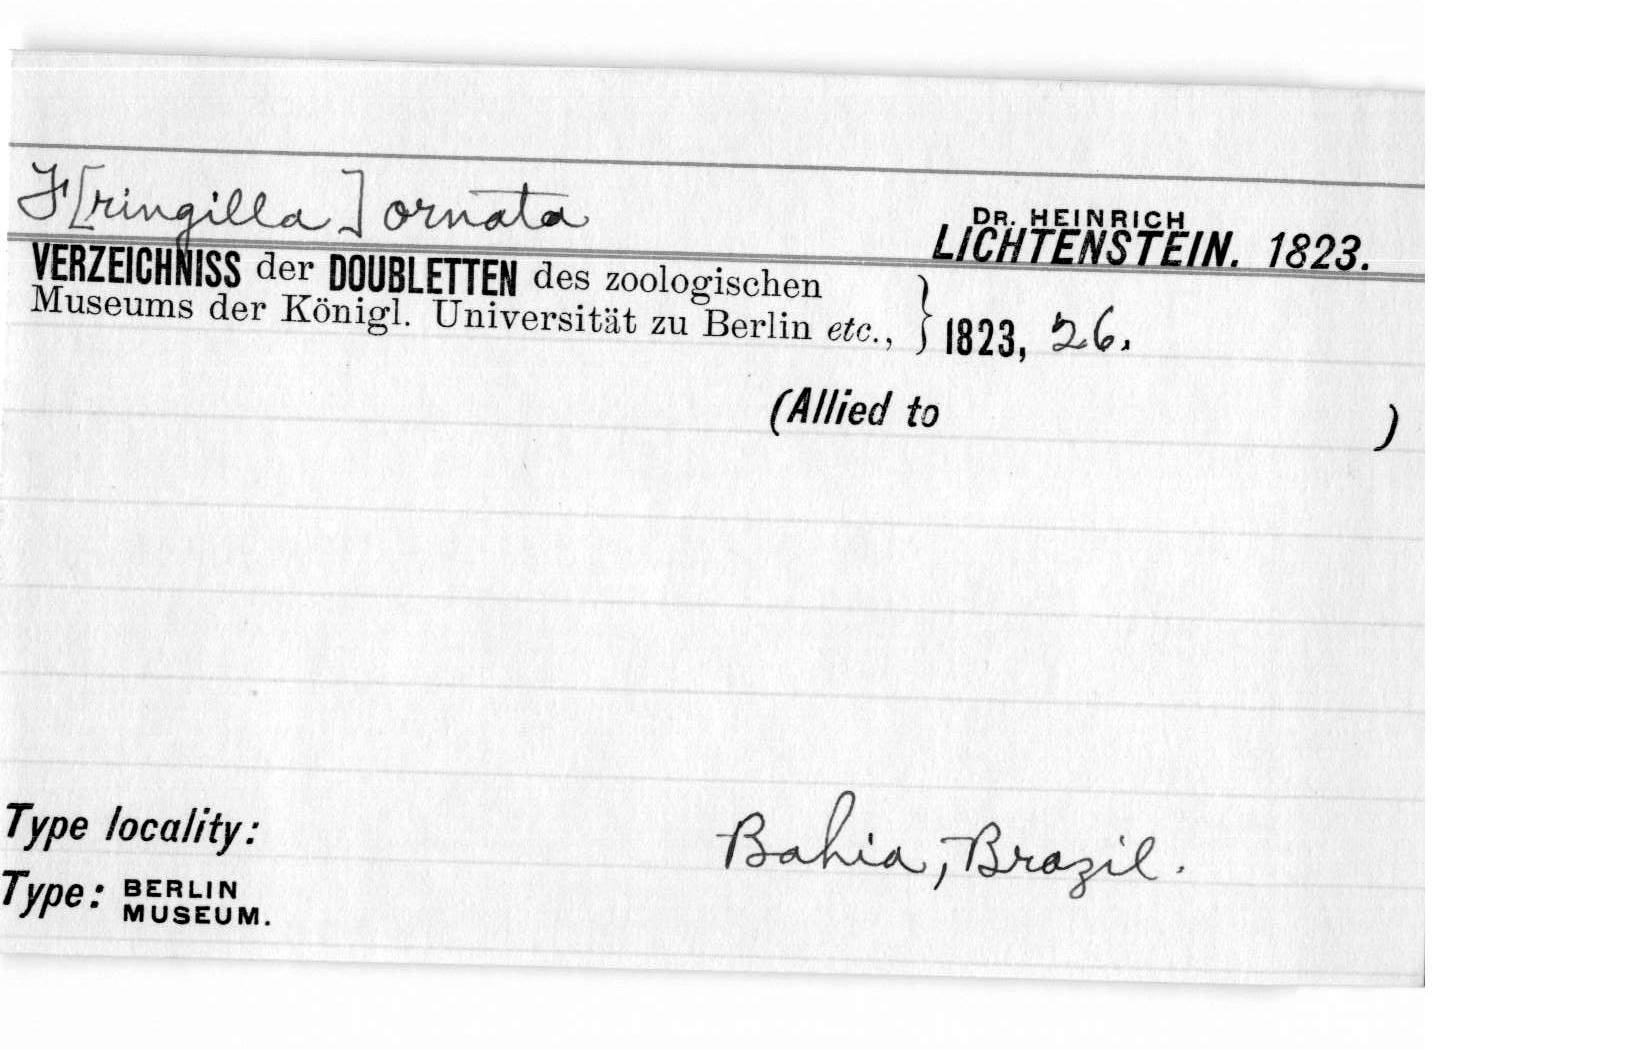 F[ringilla] ornata
DR. HEINRICH
LICHTENSTEIN. 1823.
VERZEICHNISS der DOUBLETTEN des zoologischen
Museums der Königl. Universität zu Berlin etc., } 1823, 26.
(Allied to )
Type locality: Bahia, Brazil.
Type: BERLIN
MUSEUM.